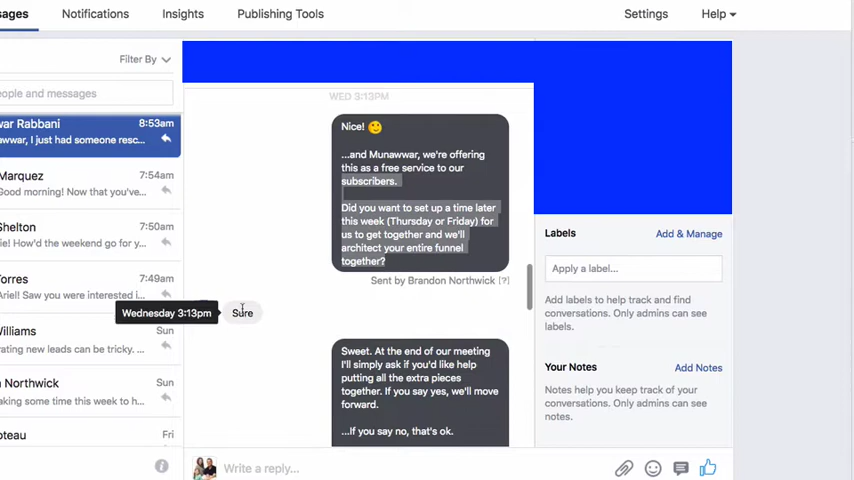 sages Notifications Insights Publishing Tools Settings Help
Filter By
eople and messages
war Rabbani 8:53am
awwar, I just had someone resc...
Marquez 7:54am
Good morning! Now that you've...
Shelton 7:50am
ie! How'd the weekend go for y...
orres 7:49am
Ariel! Saw you were interested i...
Williams Sun
rating new leads can be tricky. ...
n Northwick Sun
aking some time this week to h...
oteau Fri
WED 3:13PM
Nice!
...and Munawwar, we're offering
this as a free service to our
subscribers.
Did you want to set up a time later
this week (Thursday or Friday) for
us to get together and we'll
architect your entire funnel
together?
Sent by Brandon Northwick [?]
Wednesday 3:13pm
Sure
Sweet. At the end of our meeting
I'll simply ask if you'd like help
putting all the extra pieces
together. If you say yes, we'll move
forward.
...If you say no, that's ok.
Write a reply...
Labels Add & Manage
Apply a label...
Add labels to help track and find
conversations. Only admins can see
labels.
Your Notes Add Notes
Notes help you keep track of your
conversations. Only admins can see
notes.